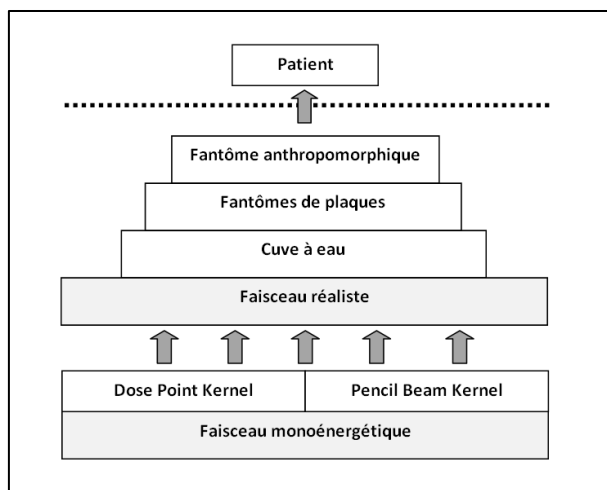 Patient
Fantôme anthropomorphique
Fantômes de plaques
Cuve à eau
Faisceau réaliste
Dose Point Kernel
Pencil Beam Kernel
Faisceau monoénergétique